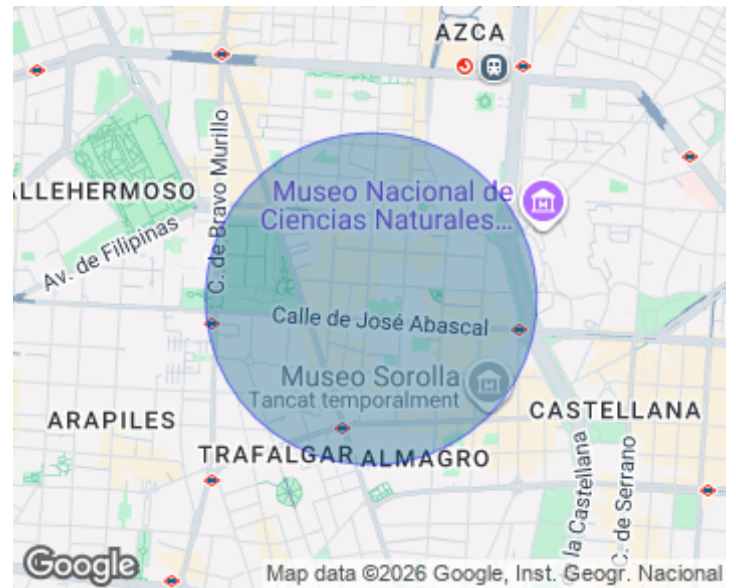 AZCA
C. de Bravo Murillo
ALLEHERMOSO
Museo Nacional de
Ciencias Naturales...
Av. de Filipinas
Calle de José Abascal
Museo Sorolla
Tancat temporalment
CASTELLANA
ARAPILES
TRAFALGAR
ALMAGRO
la Castellana
C. de Serrano
Google
Map data ©2026 Google, Inst. Geogr. Nacional